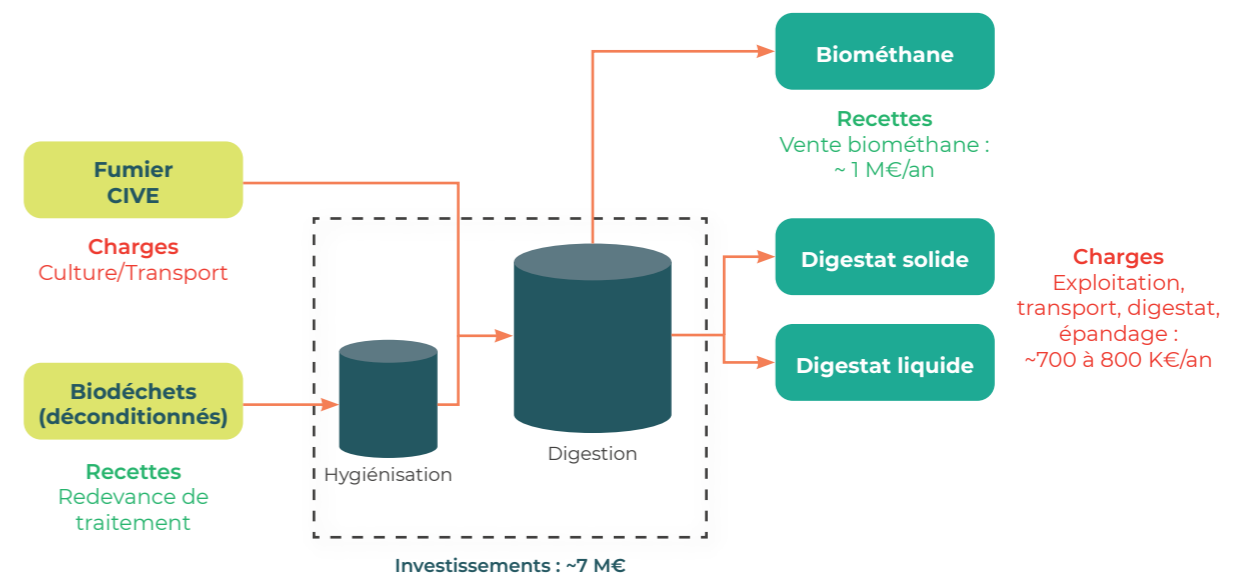 Biométhane
Recettes
Vente biométhane :
~ 1 M€/an
Fumier
CIVE
Charges
Culture/Transport
Biodéchets
(déconditionnés)
Recettes
Redevance de
traitement
Hygiénisation
Digestion
Investissements : ~7 M€
Digestat solide
Digestat liquide
Charges
Exploitation,
transport, digestat,
épandage :
~700 à 800 K€/an